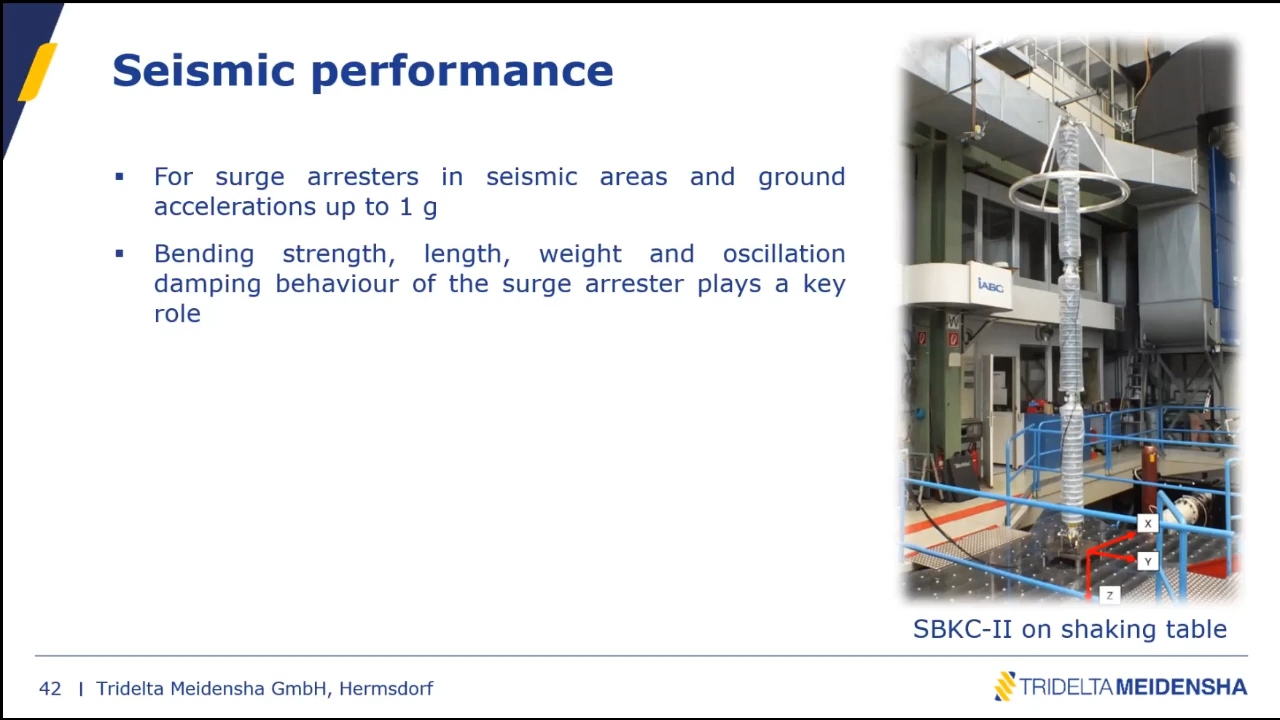 Seismic performance
▪ For surge arresters in seismic areas and ground
accelerations up to 1 g
▪ Bending strength, length, weight and oscillation
damping behaviour of the surge arrester plays a key
role
iABG
W
X
Y
Z
SBKC-II on shaking table
42 | Tridelta Meidensha GmbH, Hermsdorf
TRIDELTA MEIDENSHA